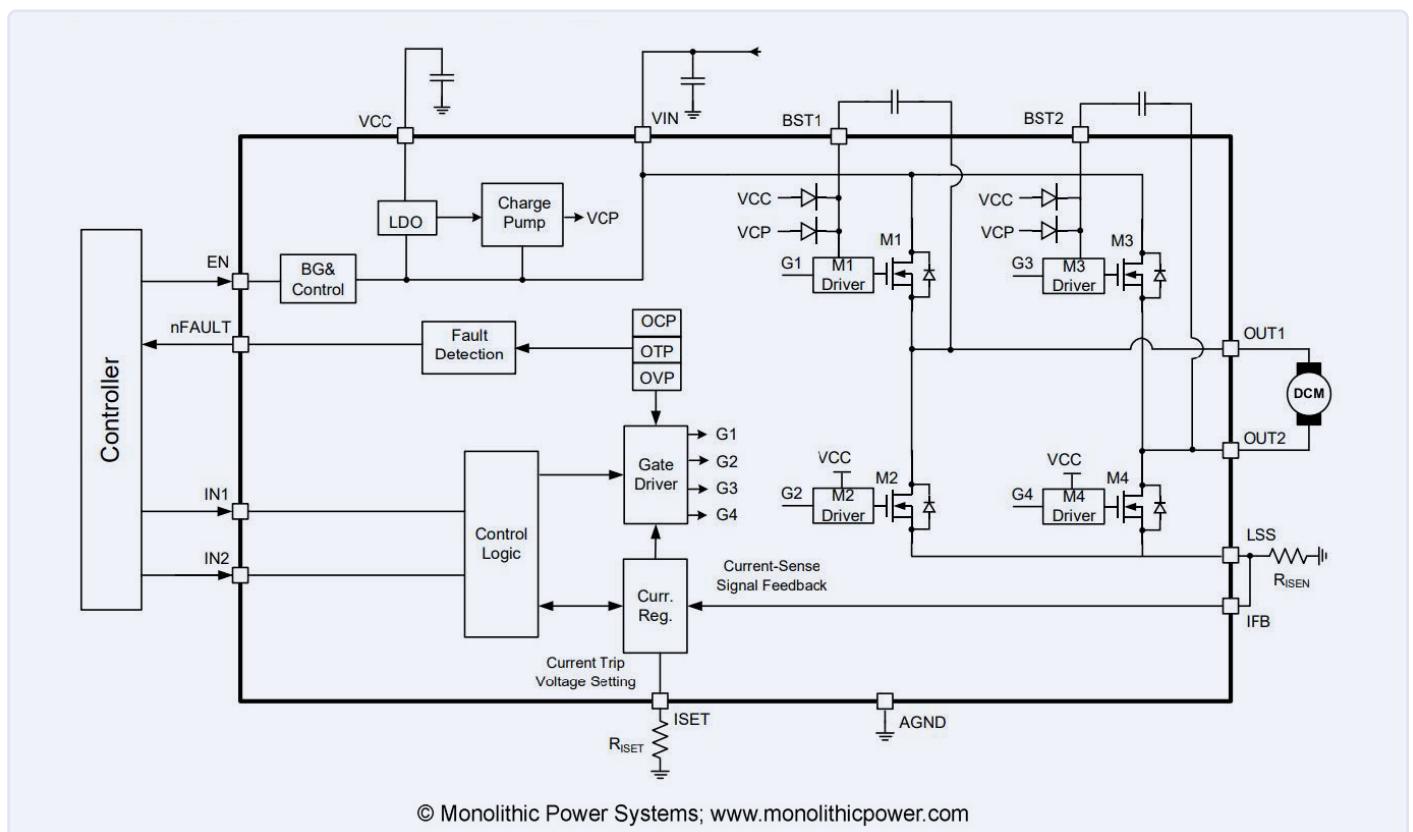 VCC
VIN
BST1
BST2
LDO
Charge
Pump
VCP
VCC
VCP
M1
G1
M1
Driver
VCC
VCP
M3
G3
M3
Driver
Controller
EN
BG&
Control
nFAULT
Fault
Detection
OCP
OTP
OVP
OUT1
DCM
OUT2
IN1
IN2
Control
Logic
Gate
Driver
G1
G2
G3
G4
VCC
M2
G2
M2
Driver
VCC
M4
G4
M4
Driver
LSS
RISEN
IFB
Current-Sense
Signal Feedback
Curr.
Reg.
Current Trip
Voltage Setting
ISET
RISET
AGND
© Monolithic Power Systems; www.monolithicpower.com